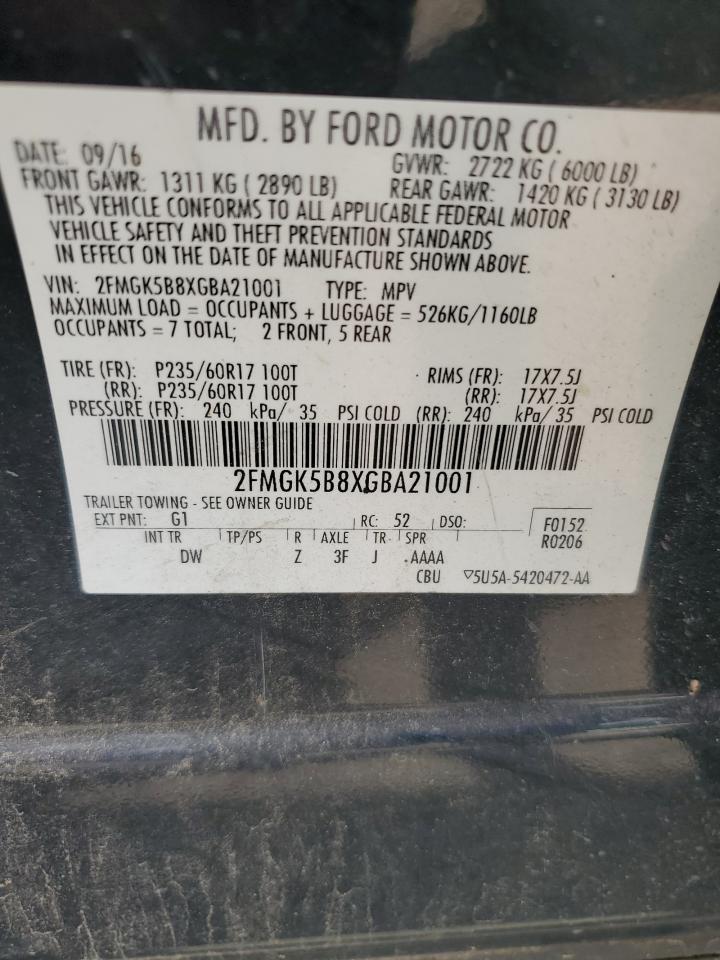 MFD. BY FORD MOTOR CO.
DATE: 09/16 GVWR: 2722 KG ( 6000 LB)
FRONT GAWR: 1311 KG ( 2890 LB) REAR GAWR: 1420 KG ( 3130 LB)
THIS VEHICLE CONFORMS TO ALL APPLICABLE FEDERAL MOTOR
VEHICLE SAFETY AND THEFT PREVENTION STANDARDS
IN EFFECT ON THE DATE OF MANUFACTURE SHOWN ABOVE.
VIN: 2FMGK5B8XGBA21001 TYPE: MPV
MAXIMUM LOAD = OCCUPANTS + LUGGAGE = 526KG/1160LB
OCCUPANTS = 7 TOTAL; 2 FRONT, 5 REAR
TIRE (FR): P235/60R17 100T RIMS (FR): 17X7.5J
(RR): P235/60R17 100T (RR): 17X7.5J
PRESSURE (FR): 240 kPa/ 35 PSI COLD (RR): 240 kPa/ 35 PSI COLD
2FMGK5B8XGBA21001
TRAILER TOWING - SEE OWNER GUIDE
EXT PNT: G1 RC: 52 DSO: F0152
INT TR TP/PS R AXLE TR SPR R0206
DW Z 3F J AAAA
CBU ▽5U5A-5420472-AA